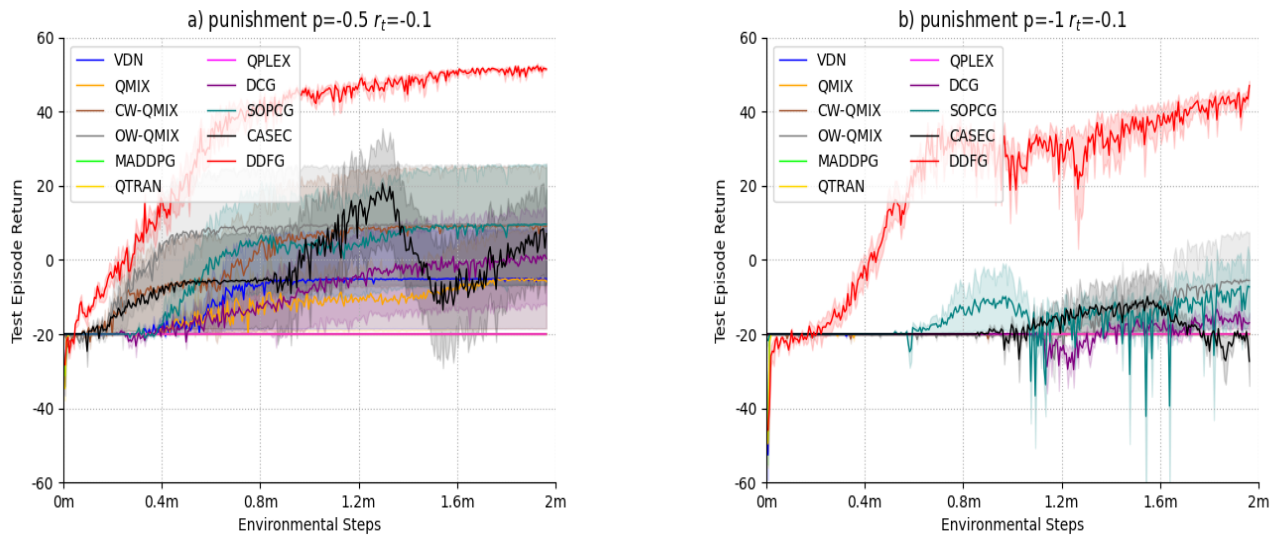 a) punishment p=-0.5 r_t=-0.1
60
40
20
0
-20
-40
-60
Test Episode Return
VDN
QMIX
CW-QMIX
OW-QMIX
MADDPG
QTRAN
QPLEX
DCG
SOPCG
CASEC
DDFG
0m 0.4m 0.8m 1.2m 1.6m 2m
Environmental Steps
b) punishment p=-1 r_t=-0.1
60
40
20
0
-20
-40
-60
Test Episode Return
VDN
QMIX
CW-QMIX
OW-QMIX
MADDPG
QTRAN
QPLEX
DCG
SOPCG
CASEC
DDFG
0m 0.4m 0.8m 1.2m 1.6m 2m
Environmental Steps